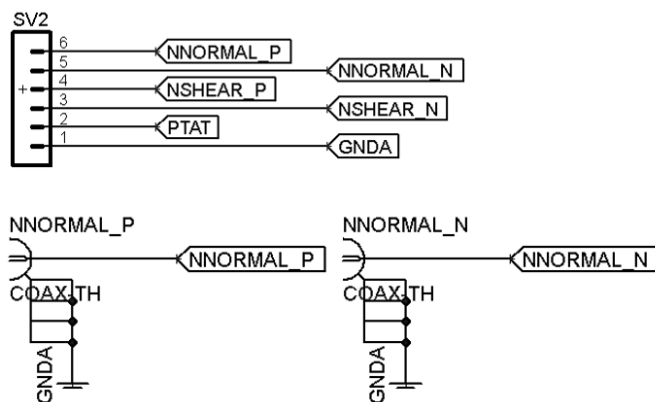 SV2
6 NNORMAL_P
5 NNORMAL_N
+ 4 NSHEAR_P
3 NSHEAR_N
2 PTAT
1 GNDA
NNORMAL_P NNORMAL_N
NNORMAL_P NNORMAL_N
COAX-TH COAX-TH
GNDA GNDA